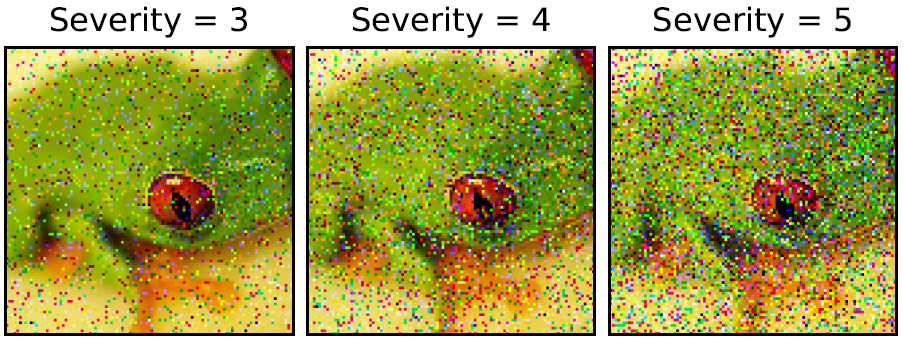 Severity = 3
Severity = 4
Severity = 5